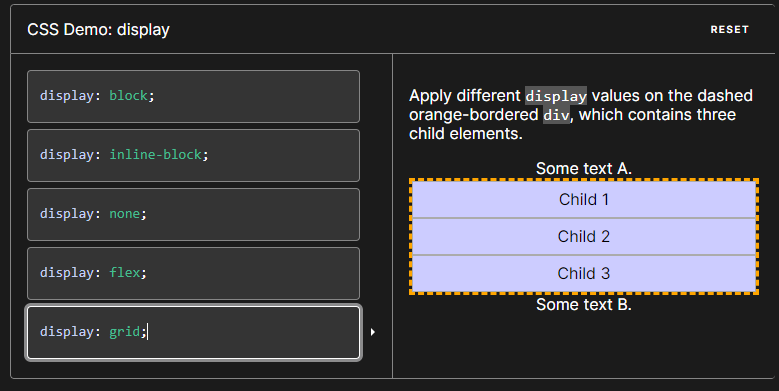 CSS Demo: display
RESET
display: block;
display: inline-block;
display: none;
display: flex;
display: grid;
Apply different display values on the dashed
orange-bordered div, which contains three
child elements.
Some text A.
Child 1
Child 2
Child 3
Some text B.